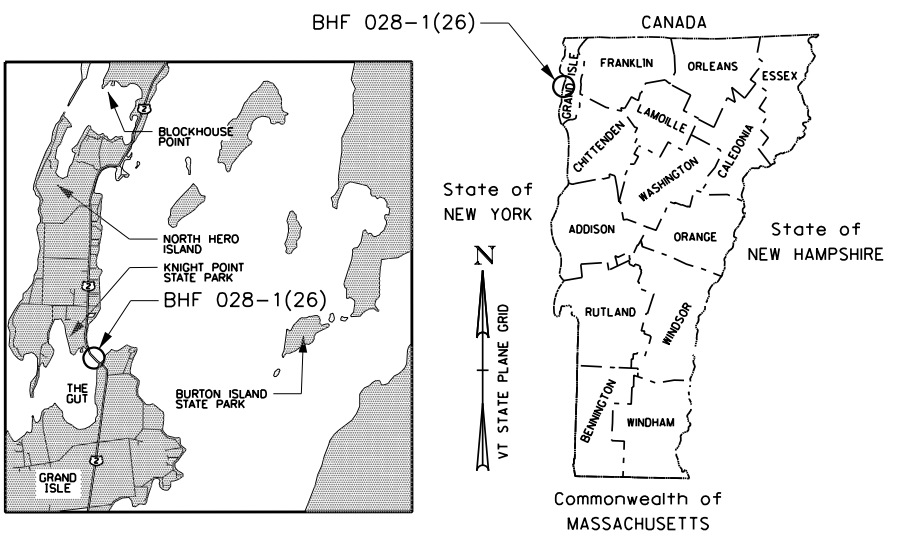 BHF 028-1(26)
CANADA
2
BLOCKHOUSE
POINT
NORTH HERO
ISLAND
KNIGHT POINT
STATE PARK
2
BHF 028-1(26)
THE
GUT
BURTON ISLAND
STATE PARK
2
GRAND
ISLE
State of
NEW YORK
N
VT STATE PLANE GRID
GRAND ISLE
FRANKLIN
ORLEANS
ESSEX
LAMOILLE
CHITTENDEN
CALEDONIA
WASHINGTON
ADDISON
ORANGE
State of
NEW HAMPSHIRE
RUTLAND
WINDSOR
BENNINGTON
WINDHAM
Commonwealth of
MASSACHUSETTS